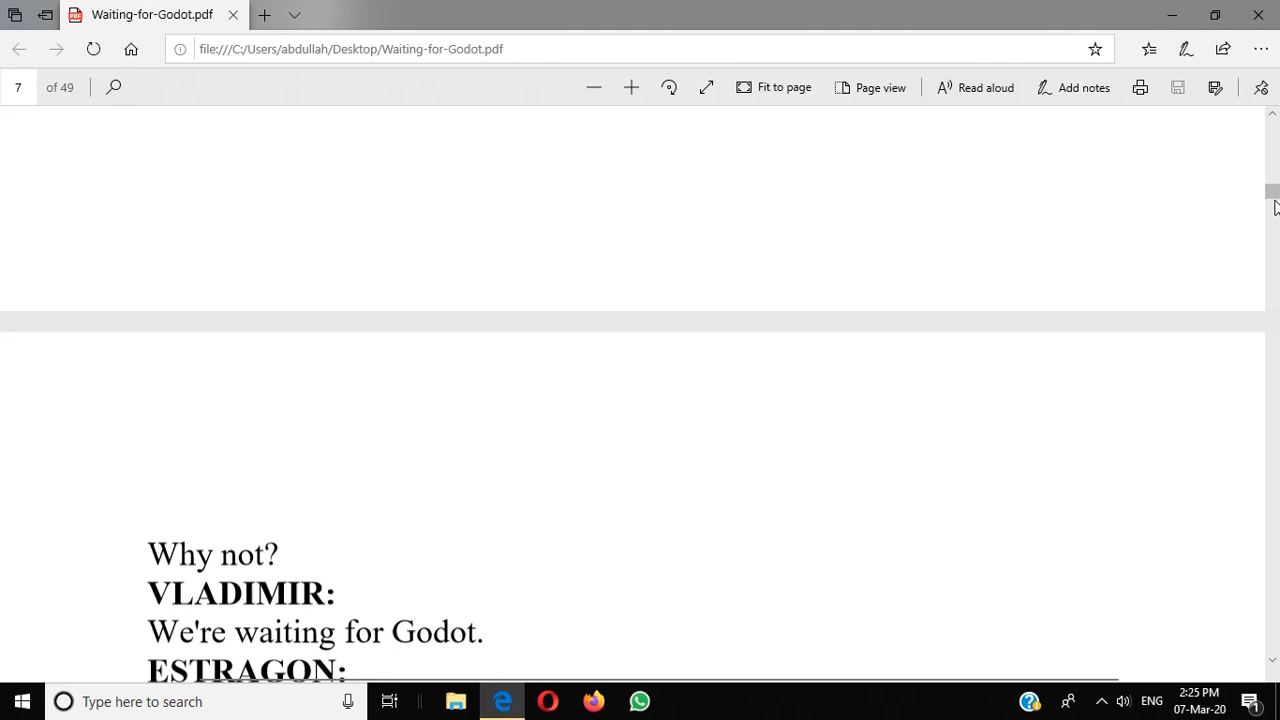 Waiting-for-Godot.pdf
file:///C:/Users/abdullah/Desktop/Waiting-for-Godot.pdf
7 of 49 Fit to page Page view Read aloud Add notes
Why not?
VLADIMIR:
We're waiting for Godot.
ESTRAGON:
Type here to search
ENG
2:25 PM
07-Mar-20
1